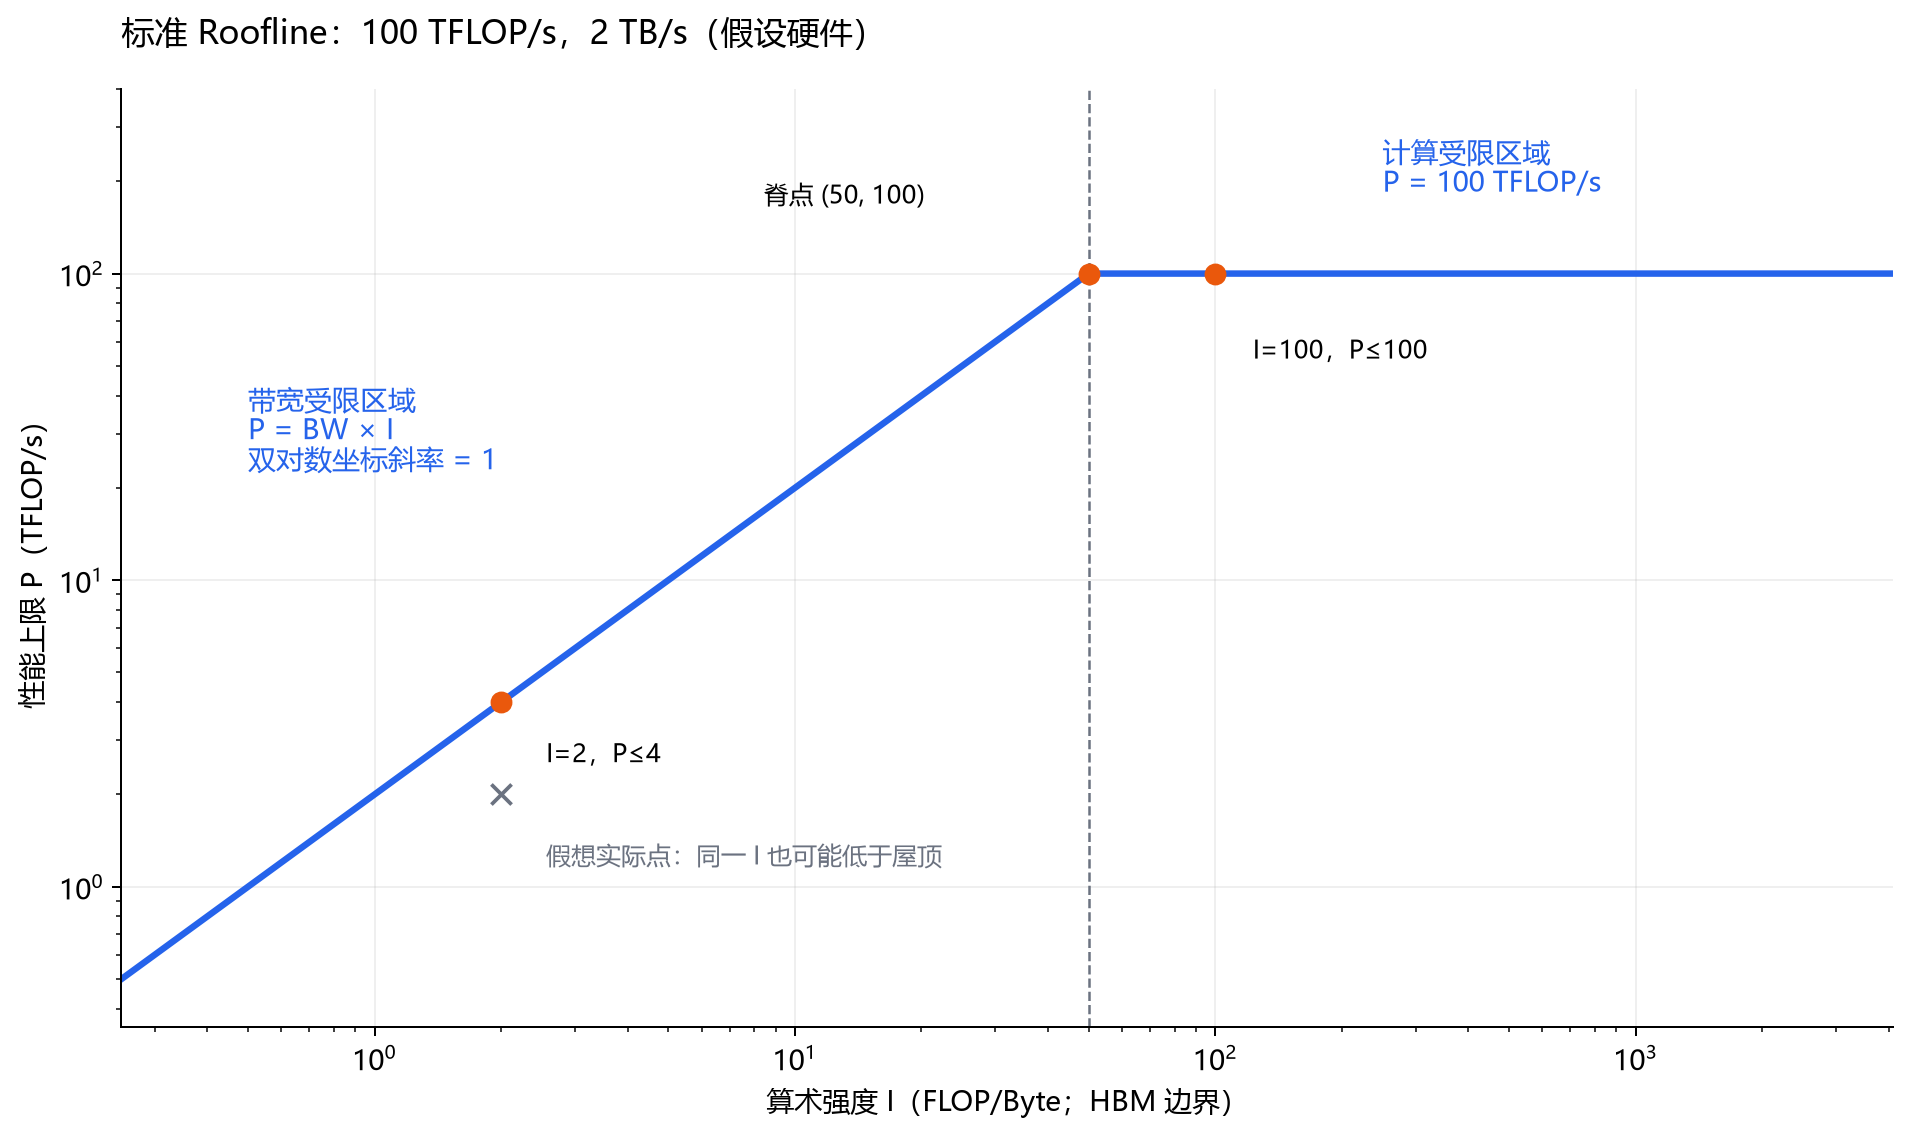 标准 Roofline：100 TFLOP/s，2 TB/s（假设硬件）
计算受限区域
P = 100 TFLOP/s
脊点 (50, 100)
10²
I=100，P≤100
带宽受限区域
P = BW × I
双对数坐标斜率 = 1
性能上限 P（TFLOP/s）
10¹
I=2，P≤4
假想实际点：同一 I 也可能低于屋顶
10⁰
10⁰ 10¹ 10² 10³
算术强度 I（FLOP/Byte；HBM 边界）